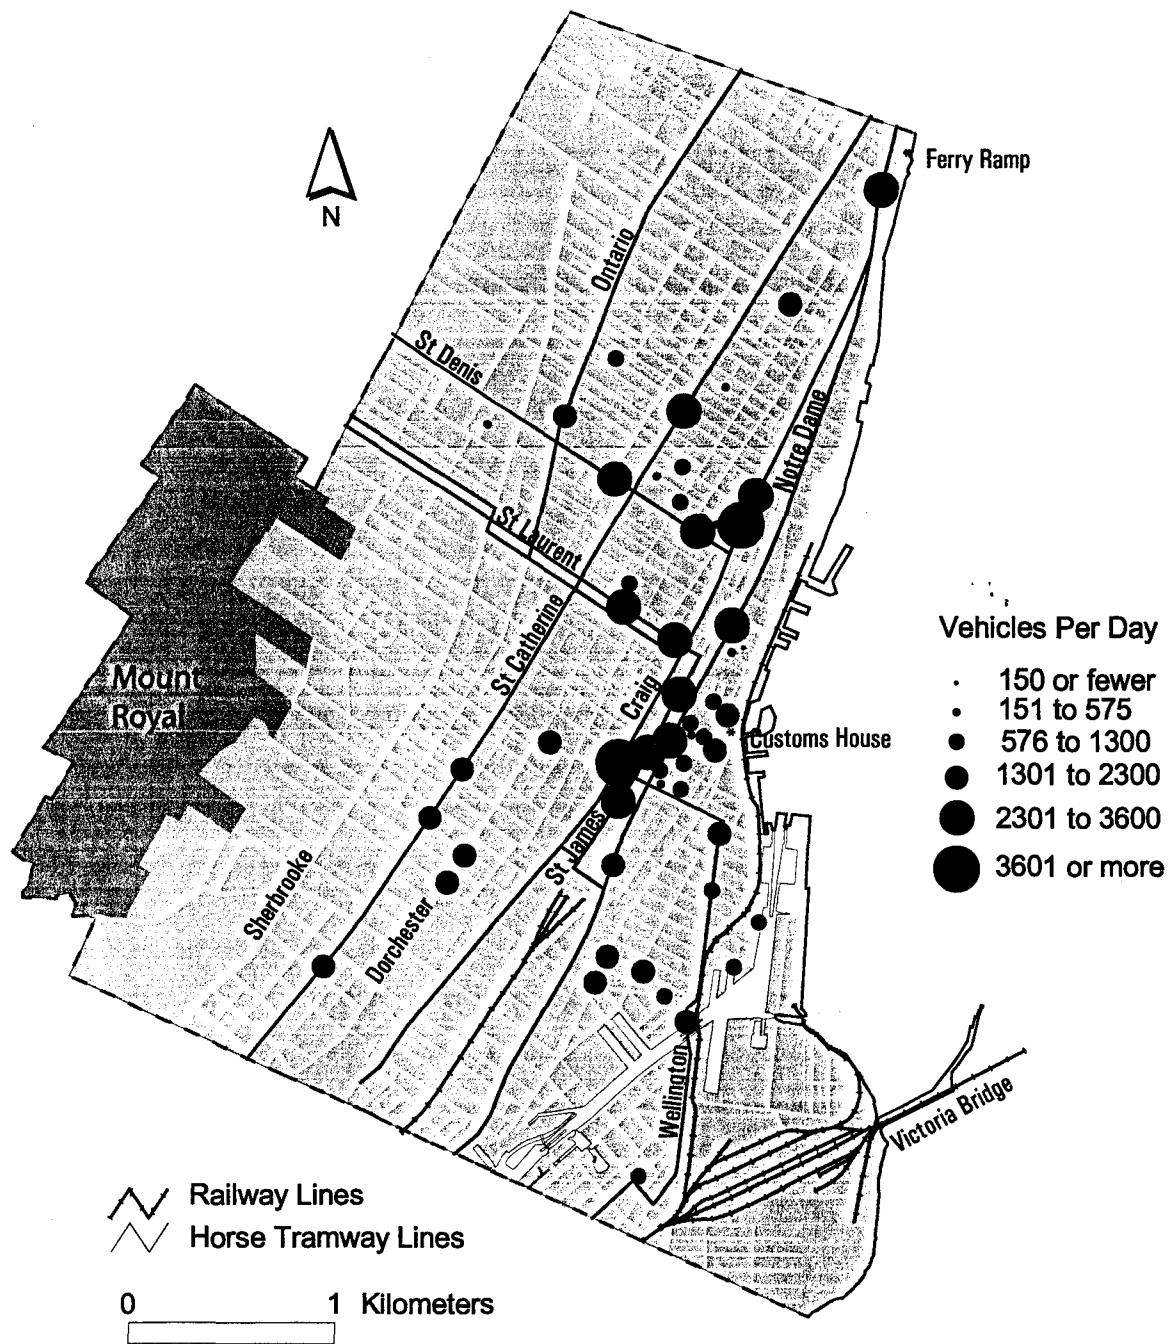 Ferry Ramp
N
Ontario
St Denis
Notre Dame
St Laurent
St Catherine
Craig
Mount
Royal
Customs House
Vehicles Per Day
150 or fewer
151 to 575
576 to 1300
1301 to 2300
2301 to 3600
3601 or more
St James
Sherbrooke
Dorchester
Wellington
Victoria Bridge
Railway Lines
Horse Tramway Lines
0 1 Kilometers